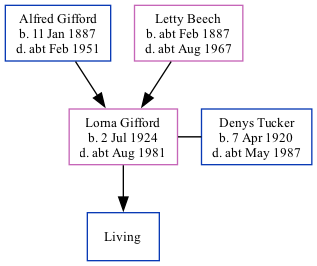 Alfred Gifford
b. 11 Jan 1887
d. abt Feb 1951
Letty Beech
b. abt Feb 1887
d. abt Aug 1967
Lorna Gifford
b. 2 Jul 1924
d. abt Aug 1981
Denys Tucker
b. 7 Apr 1920
d. abt May 1987
Living